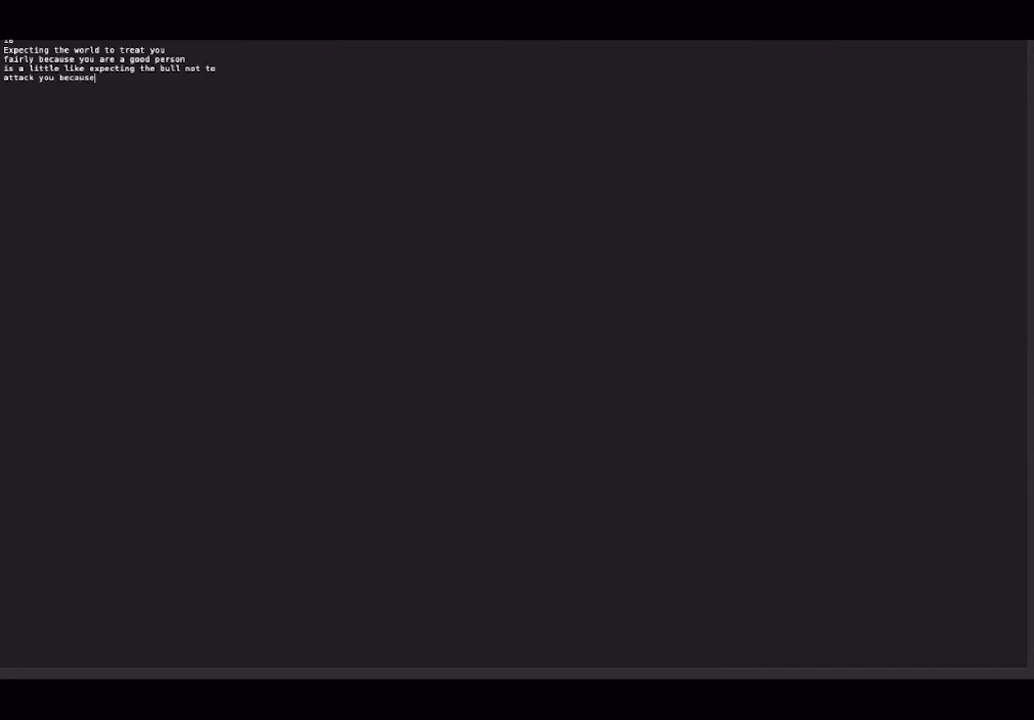 Expecting the world to treat you
fairly because you are a good person
is a little like expecting the bull not to
attack you because